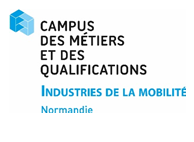 CAMPUS
DES MÉTIERS
ET DES
QUALIFICATIONS
INDUSTRIES DE LA MOBILITÉ
Normandie